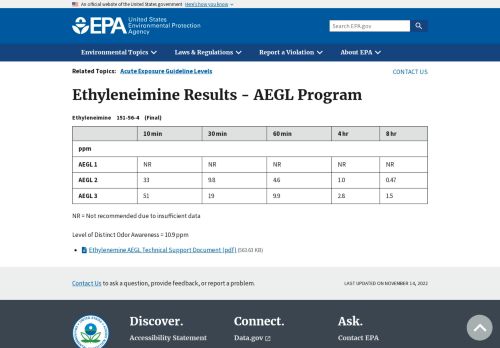 An official website of the United States government Here's how you know
EPA United States
Environmental Protection
Agency
Search EPA.gov
Environmental Topics Laws & Regulations Report a Violation About EPA
Related Topics: Acute Exposure Guideline Levels CONTACT US
Ethyleneimine Results - AEGL Program
Ethyleneimine 151-56-4 (Final)
10 min 30 min 60 min 4 hr 8 hr
ppm
AEGL 1 NR NR NR NR NR
AEGL 2 33 9.8 4.6 1.0 0.47
AEGL 3 51 19 9.9 2.8 1.5
NR = Not recommended due to insufficient data
Level of Distinct Odor Awareness = 10.9 ppm
Ethylenemine AEGL Technical Support Document (pdf) (563.63 KB)
Contact Us to ask a question, provide feedback, or report a problem. LAST UPDATED ON NOVEMBER 14, 2022
Discover. Connect. Ask.
Accessibility Statement Data.gov Contact EPA